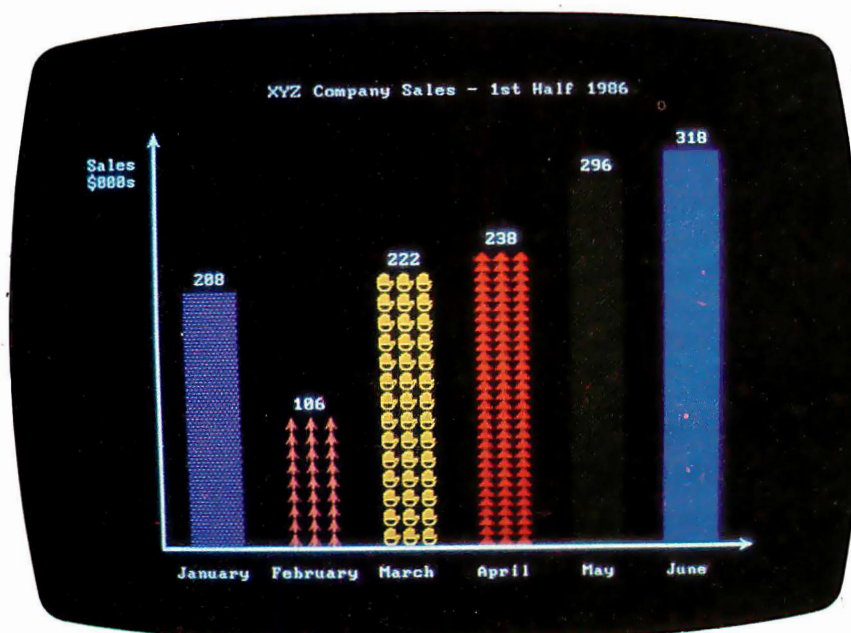 XYZ Company Sales - 1st Half 1986
Sales
$000s
208
106
222
238
296
318
January February March April May June